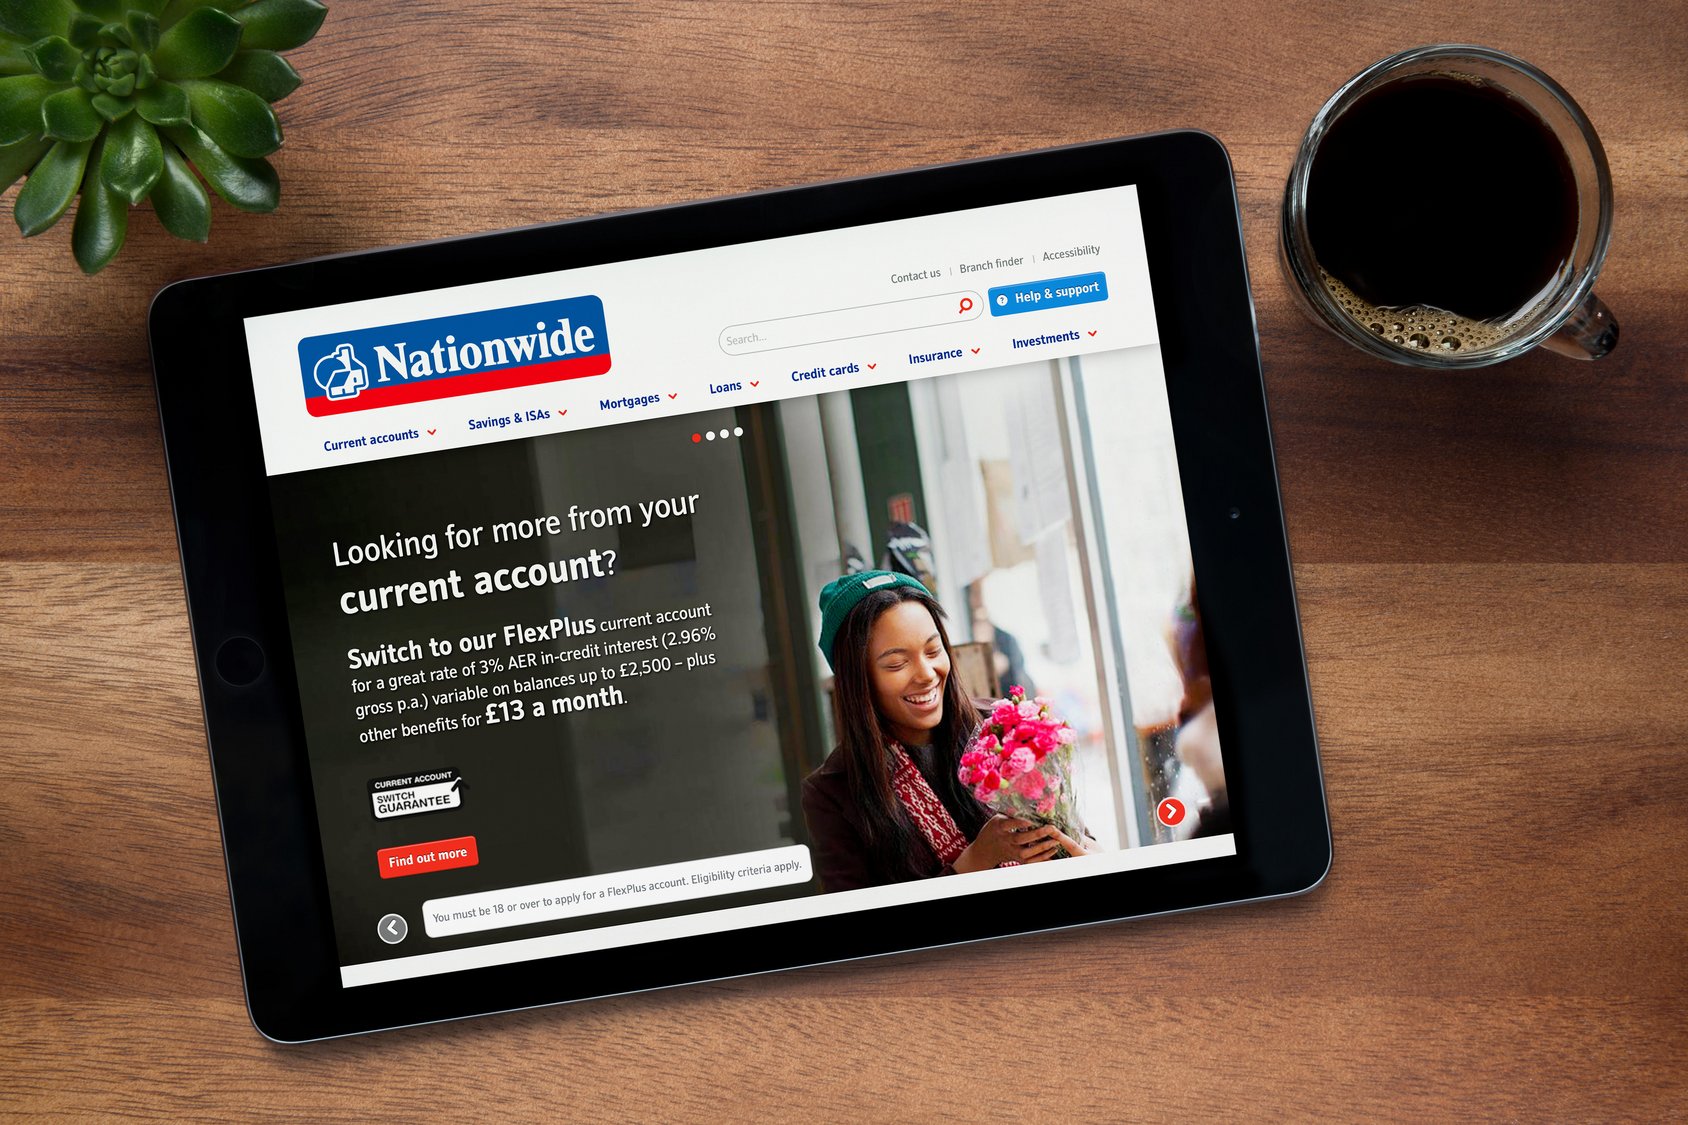 Contact us | Branch finder | Accessibility
Nationwide
Search...
Help & support
Current accounts
Savings & ISAs
Mortgages
Loans
Credit cards
Insurance
Investments
Looking for more from your
current account?
Switch to our FlexPlus current account
for a great rate of 3% AER in-credit interest (2.96%
gross p.a.) variable on balances up to £2,500 – plus
other benefits for £13 a month.
CURRENT ACCOUNT
SWITCH
GUARANTEE
Find out more
You must be 18 or over to apply for a FlexPlus account. Eligibility criteria apply.